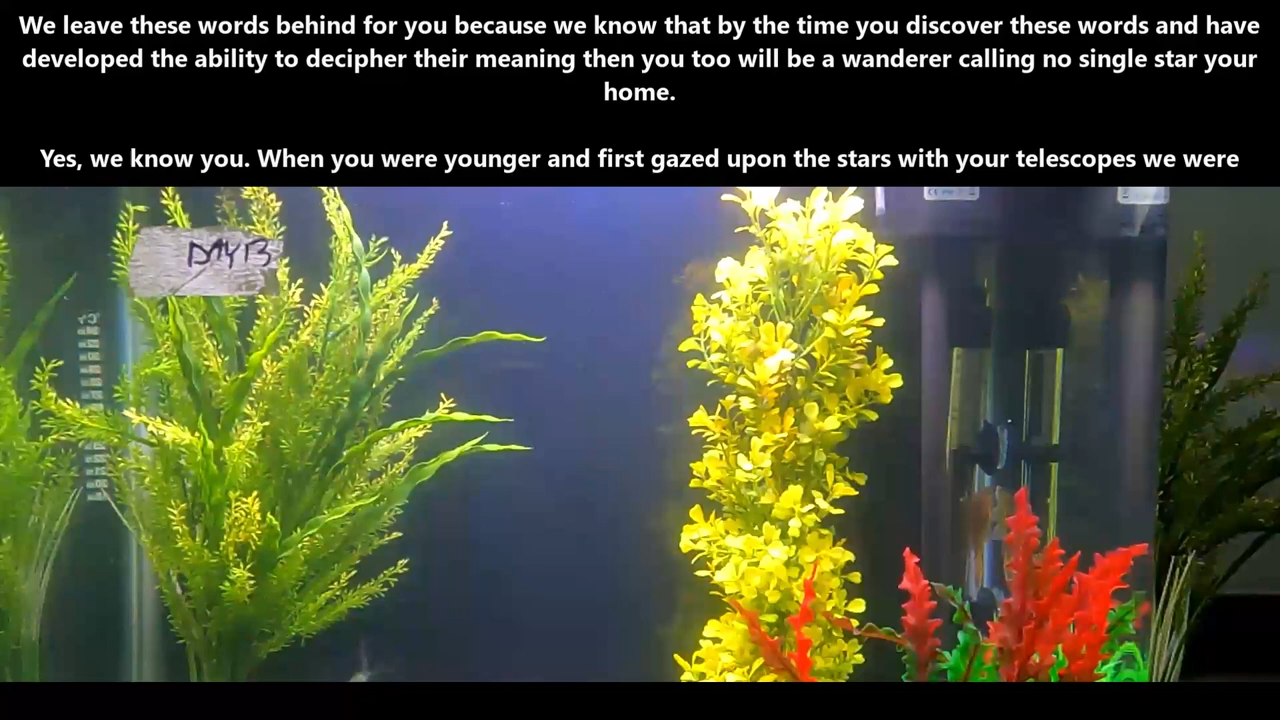 We leave these words behind for you because we know that by the time you discover these words and have
developed the ability to decipher their meaning then you too will be a wanderer calling no single star your
home.
Yes, we know you. When you were younger and first gazed upon the stars with your telescopes we were
DAY 13